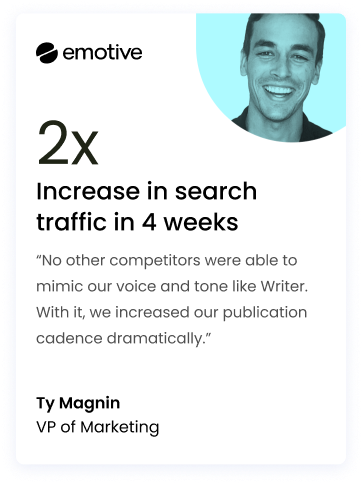 emotive
2x
Increase in search
traffic in 4 weeks
“No other competitors were able to
mimic our voice and tone like Writer.
With it, we increased our publication
cadence dramatically.”
Ty Magnin
VP of Marketing